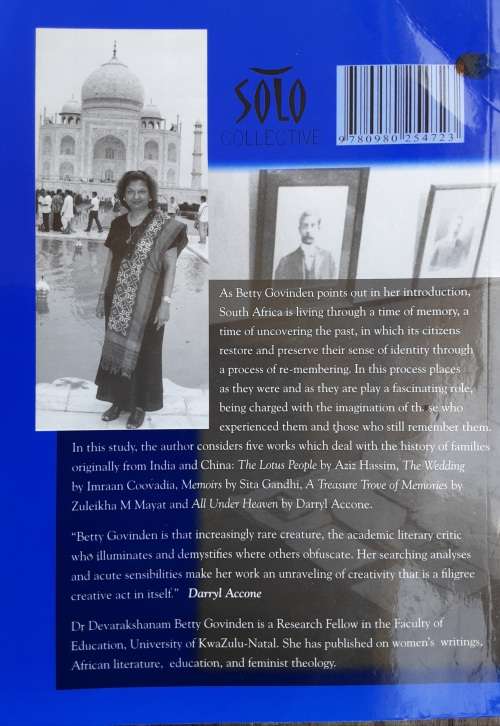 SOLO
COLLECTIVE
9780980254723
As Betty Govinden points out in her introduction,
South Africa is living through a time of memory, a
time of uncovering the past, in which its citizens
restore and preserve their sense of identity through
a process of re-membering. In this process places
as they were and as they are play a fascinating role,
being charged with the imagination of those who
experienced them and those who still remember them.
In this study, the author considers five works which deal with the history of families
originally from India and China: The Lotus People by Aziz Hassim, The Wedding
by Imraan Coovadia, Memoirs by Sita Gandhi, A Treasure Trove of Memories by
Zuleikha M Mayat and All Under Heaven by Darryl Accone.
"Betty Govinden is that increasingly rare creature, the academic literary critic
who illuminates and demystifies where others obfuscate. Her searching analyses
and acute sensibilities make her work an unraveling of creativity that is a filigree
creative act in itself." Darryl Accone
Dr Devarakshanam Betty Govinden is a Research Fellow in the Faculty of
Education, University of KwaZulu-Natal. She has published on women's writings,
African literature, education, and feminist theology.